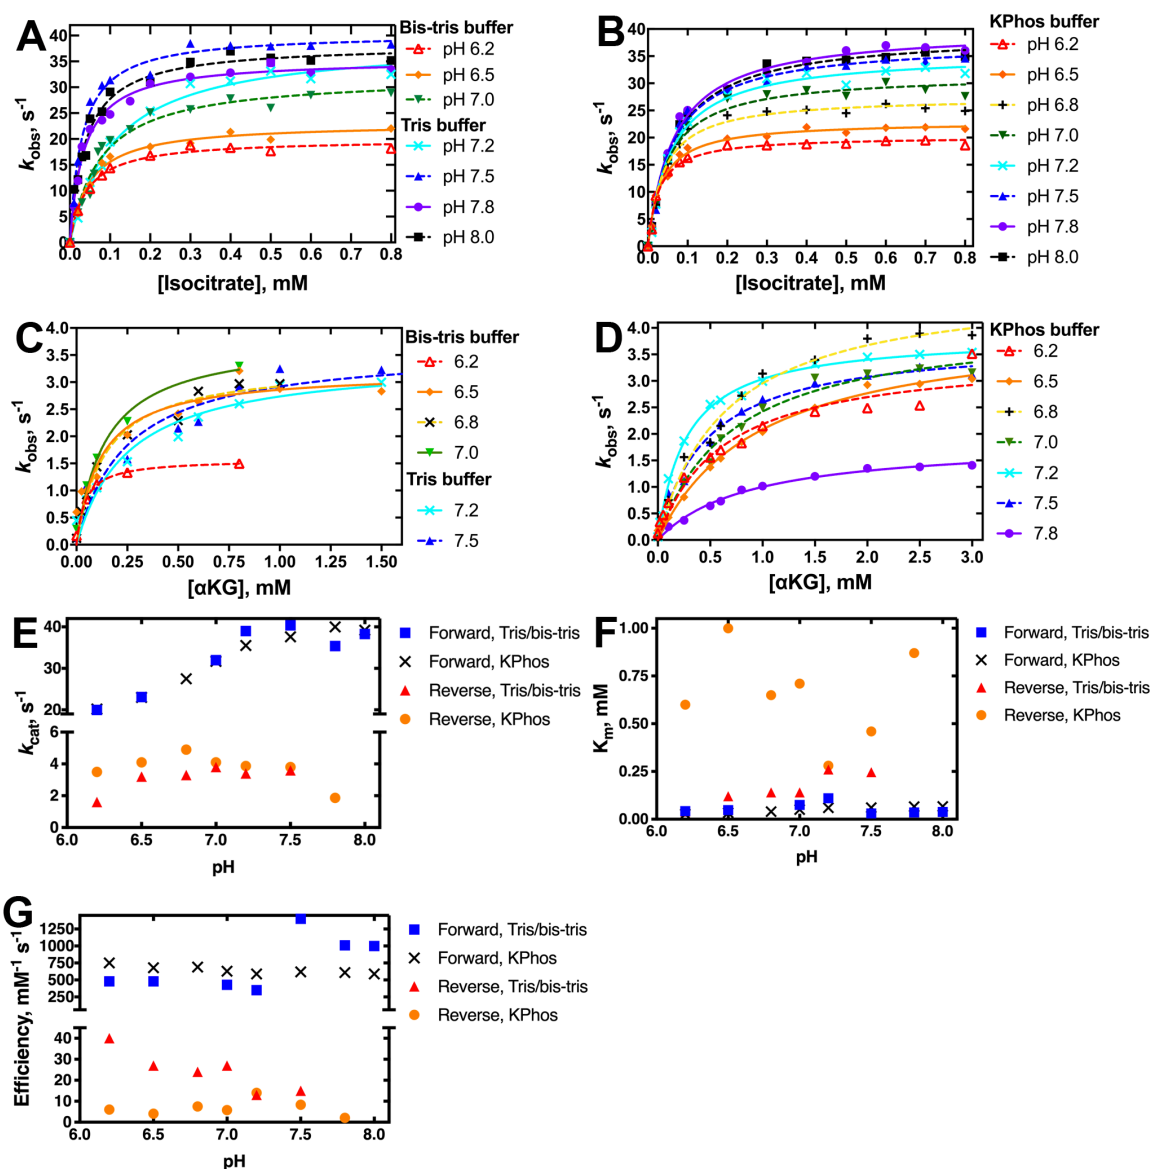 A
k_obs, s⁻¹
40
35
30
25
20
15
10
5
0
0.0 0.1 0.2 0.3 0.4 0.5 0.6 0.7 0.8
[Isocitrate], mM
Bis-tris buffer
pH 6.2
pH 6.5
pH 7.0
Tris buffer
pH 7.2
pH 7.5
pH 7.8
pH 8.0
B
k_obs, s⁻¹
40
35
30
25
20
15
10
5
0
0.0 0.1 0.2 0.3 0.4 0.5 0.6 0.7 0.8
[Isocitrate], mM
KPhos buffer
pH 6.2
pH 6.5
pH 6.8
pH 7.0
pH 7.2
pH 7.5
pH 7.8
pH 8.0
C
k_obs, s⁻¹
4.0
3.5
3.0
2.5
2.0
1.5
1.0
0.5
0.0
0.00 0.25 0.50 0.75 1.00 1.25 1.50
[αKG], mM
Bis-tris buffer
6.2
6.5
6.8
7.0
Tris buffer
7.2
7.5
D
k_obs, s⁻¹
4.0
3.5
3.0
2.5
2.0
1.5
1.0
0.5
0.0
0.0 0.5 1.0 1.5 2.0 2.5 3.0
[αKG], mM
KPhos buffer
6.2
6.5
6.8
7.0
7.2
7.5
7.8
E
k_cat, s⁻¹
40
30
20
6
4
2
0
6.0 6.5 7.0 7.5 8.0
pH
Forward, Tris/bis-tris
Forward, KPhos
Reverse, Tris/bis-tris
Reverse, KPhos
F
K_m, mM
1.00
0.75
0.50
0.25
0.00
6.0 6.5 7.0 7.5 8.0
pH
Forward, Tris/bis-tris
Forward, KPhos
Reverse, Tris/bis-tris
Reverse, KPhos
G
Efficiency, mM⁻¹ s⁻¹
1250
1000
750
500
250
40
30
20
10
0
6.0 6.5 7.0 7.5 8.0
pH
Forward, Tris/bis-tris
Forward, KPhos
Reverse, Tris/bis-tris
Reverse, KPhos